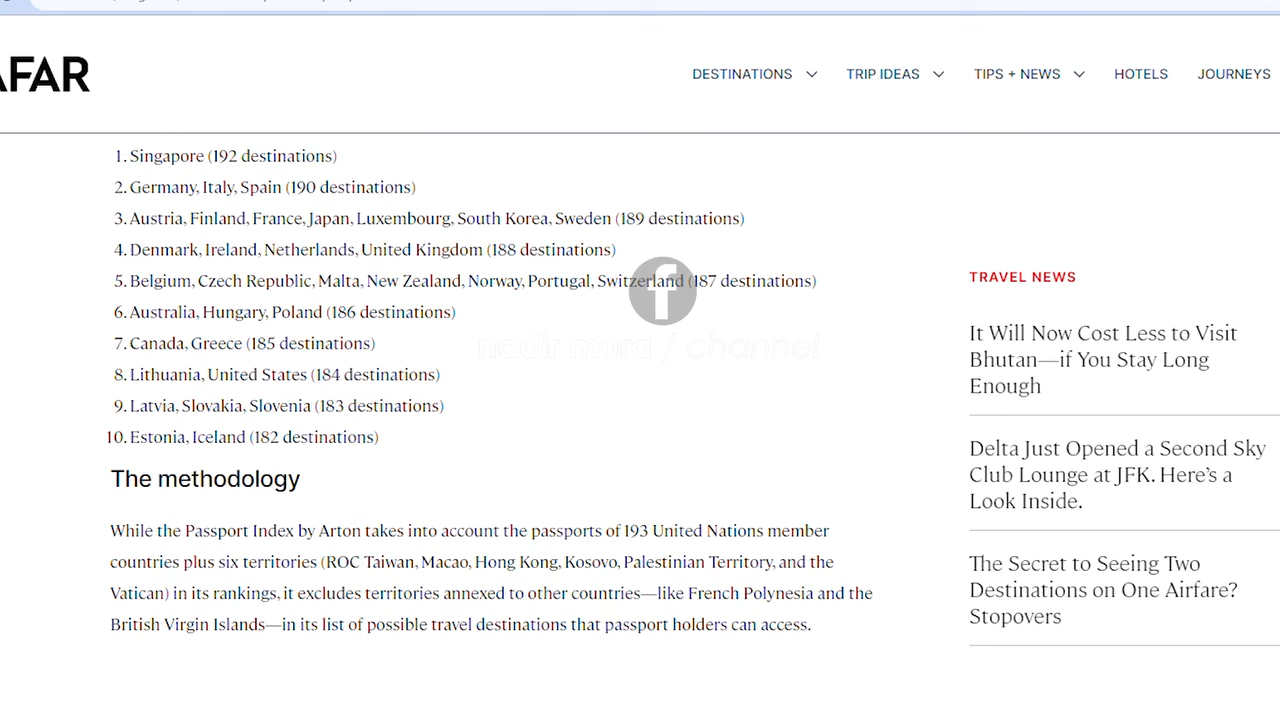 AFAR
DESTINATIONS
TRIP IDEAS
TIPS + NEWS
HOTELS
JOURNEYS
1. Singapore (192 destinations)
2. Germany, Italy, Spain (190 destinations)
3. Austria, Finland, France, Japan, Luxembourg, South Korea, Sweden (189 destinations)
4. Denmark, Ireland, Netherlands, United Kingdom (188 destinations)
5. Belgium, Czech Republic, Malta, New Zealand, Norway, Portugal, Switzerland (187 destinations)
6. Australia, Hungary, Poland (186 destinations)
7. Canada, Greece (185 destinations)
8. Lithuania, United States (184 destinations)
9. Latvia, Slovakia, Slovenia (183 destinations)
10. Estonia, Iceland (182 destinations)
nadir mura / channel
The methodology
While the Passport Index by Arton takes into account the passports of 193 United Nations member
countries plus six territories (ROC Taiwan, Macao, Hong Kong, Kosovo, Palestinian Territory, and the
Vatican) in its rankings, it excludes territories annexed to other countries—like French Polynesia and the
British Virgin Islands—in its list of possible travel destinations that passport holders can access.
TRAVEL NEWS
It Will Now Cost Less to Visit
Bhutan—if You Stay Long
Enough
Delta Just Opened a Second Sky
Club Lounge at JFK. Here's a
Look Inside.
The Secret to Seeing Two
Destinations on One Airfare?
Stopovers